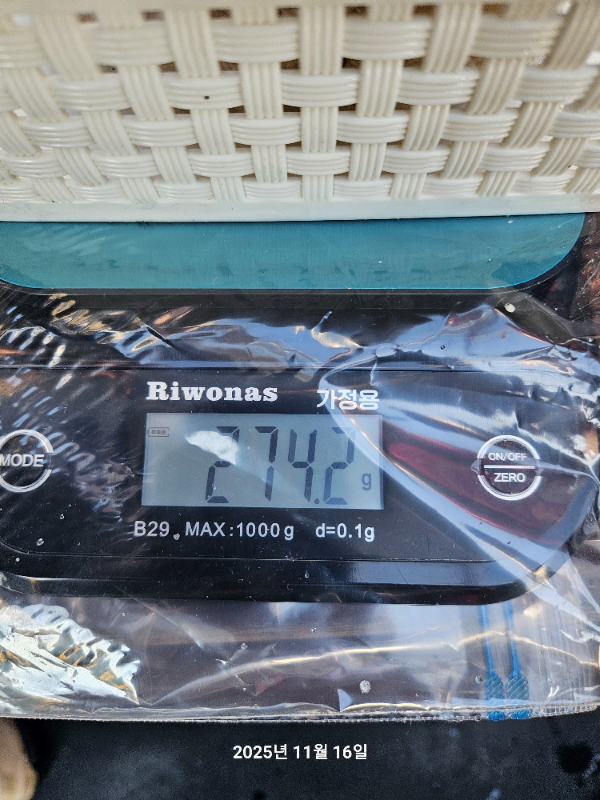 Riwonas 가정용
MODE
274.2 g
ON/OFF
ZERO
B29 MAX:1000g d=0.1g
2025년 11월 16일